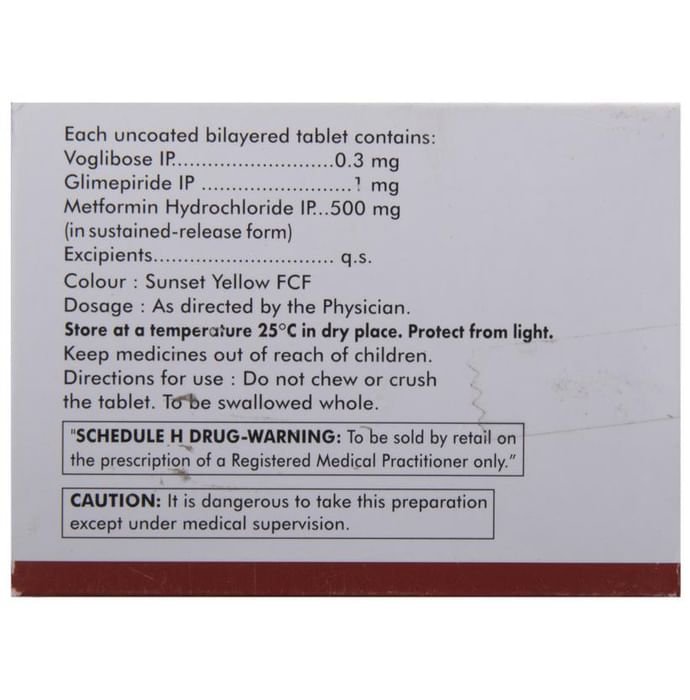 Each uncoated bilayered tablet contains:
Voglibose IP..........................0.3 mg
Glimepiride IP .........................1 mg
Metformin Hydrochloride IP...500 mg
(in sustained-release form)
Excipients.............................. q.s.
Colour : Sunset Yellow FCF
Dosage : As directed by the Physician.
Store at a temperature 25°C in dry place. Protect from light.
Keep medicines out of reach of children.
Directions for use : Do not chew or crush
the tablet. To be swallowed whole.
"SCHEDULE H DRUG-WARNING: To be sold by retail on
the prescription of a Registered Medical Practitioner only."
CAUTION: It is dangerous to take this preparation
except under medical supervision.